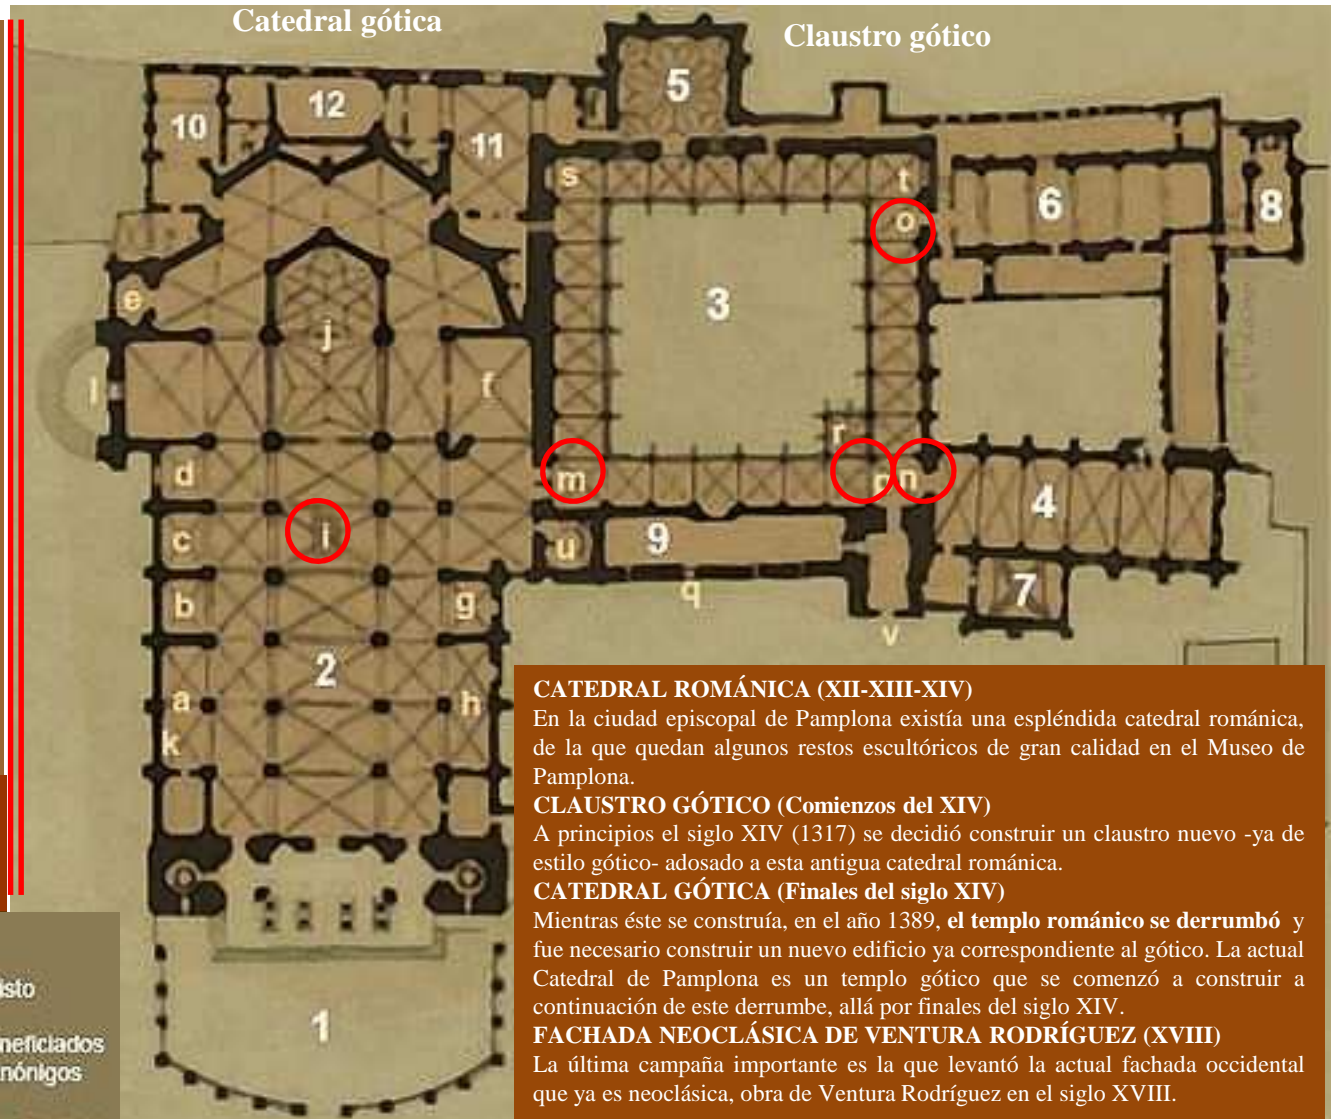 Catedral gótica
Claustro gótico
5
12
10
11
s
t
6
8
o
3
e
j
f
l
r
d
m
n
4
c
i
u
9
b
g
q
7
v
2
a
h
k
1
CATEDRAL ROMÁNICA (XII-XIII-XIV)
En la ciudad episcopal de Pamplona existía una espléndida catedral románica,
de la que quedan algunos restos escultóricos de gran calidad en el Museo de
Pamplona.
CLAUSTRO GÓTICO (Comienzos del XIV)
A principios el siglo XIV (1317) se decidió construir un claustro nuevo -ya de
estilo gótico- adosado a esta antigua catedral románica.
CATEDRAL GÓTICA (Finales del siglo XIV)
Mientras éste se construía, en el año 1389, el templo románico se derrumbó y
fue necesario construir un nuevo edificio ya correspondiente al gótico. La actual
Catedral de Pamplona es un templo gótico que se comenzó a construir a
continuación de este derrumbe, allá por finales del siglo XIV.
FACHADA NEOCLÁSICA DE VENTURA RODRÍGUEZ (XVIII)
La última campaña importante es la que levantó la actual fachada occidental
que ya es neoclásica, obra de Ventura Rodríguez en el siglo XVIII.
isto
neficiados
nónigos